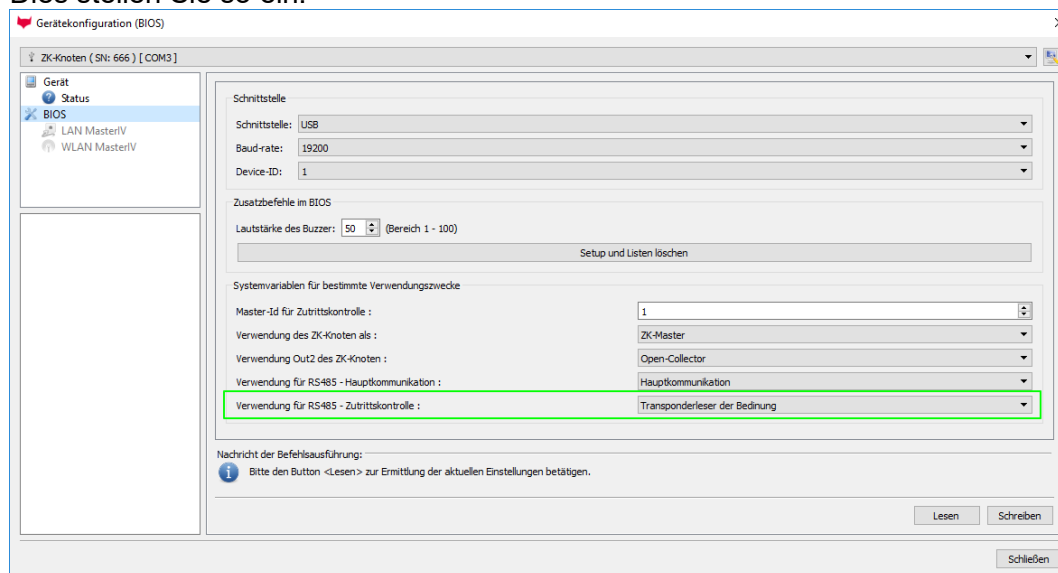 Dies stellen Sie so ein:
Gerätekonfiguration (BIOS)
ZK-Knoten ( SN: 666 ) [ COM3 ]
Gerät
Status
BIOS
LAN MasterIV
WLAN MasterIV
Schnittstelle
Schnittstelle: USB
Baud-rate: 19200
Device-ID: 1
Zusatzbefehle im BIOS
Lautstärke des Buzzer: 50 (Bereich 1 - 100)
Setup und Listen löschen
Systemvariablen für bestimmte Verwendungszwecke
Master-Id für Zutrittskontrolle : 1
Verwendung des ZK-Knoten als : ZK-Master
Verwendung Out2 des ZK-Knoten : Open-Collector
Verwendung für RS485 - Hauptkommunikation : Hauptkommunikation
Verwendung für RS485 - Zutrittskontrolle : Transponderleser der Bedinung
Nachricht der Befehlsausführung:
Bitte den Button <Lesen> zur Ermittlung der aktuellen Einstellungen betätigen.
Lesen Schreiben
Schließen